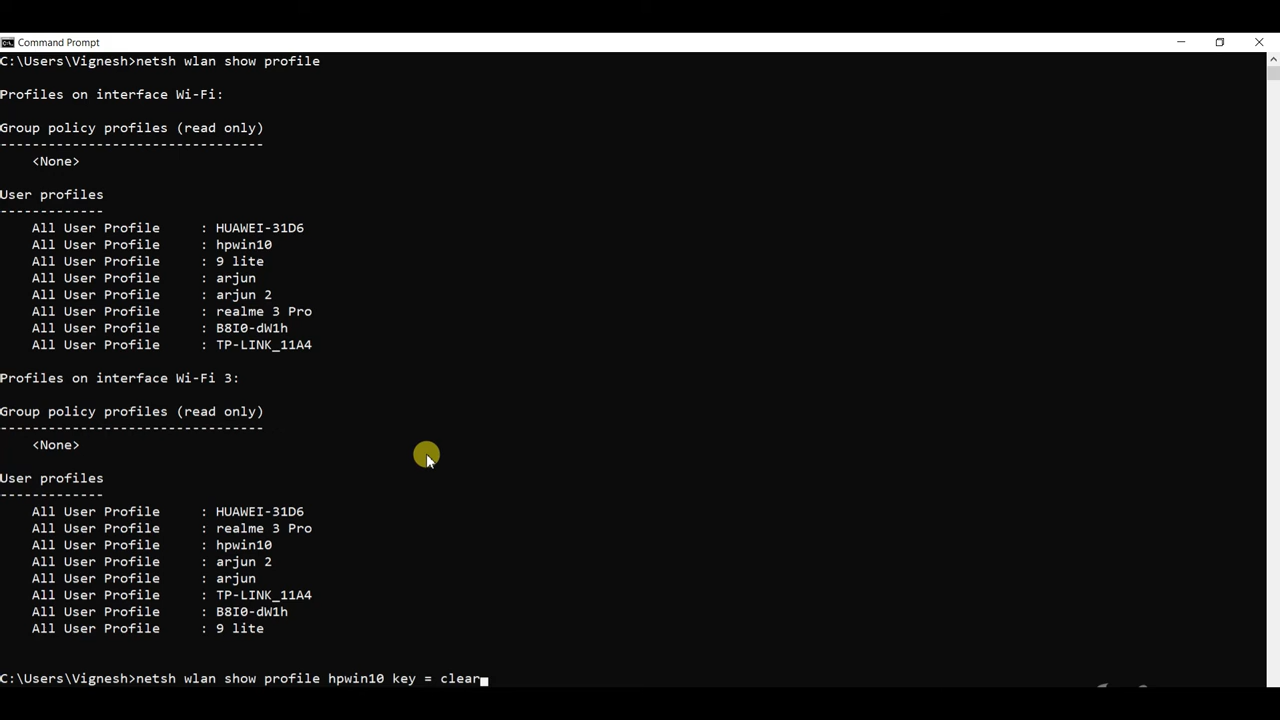 Command Prompt
C:\Users\Vignesh>netsh wlan show profile
Profiles on interface Wi-Fi:
Group policy profiles (read only)
---------------------------------
    <None>
User profiles
-------------
    All User Profile     : HUAWEI-31D6
    All User Profile     : hpwin10
    All User Profile     : 9 lite
    All User Profile     : arjun
    All User Profile     : arjun 2
    All User Profile     : realme 3 Pro
    All User Profile     : B8I0-dW1h
    All User Profile     : TP-LINK_11A4
Profiles on interface Wi-Fi 3:
Group policy profiles (read only)
---------------------------------
    <None>
User profiles
-------------
    All User Profile     : HUAWEI-31D6
    All User Profile     : realme 3 Pro
    All User Profile     : hpwin10
    All User Profile     : arjun 2
    All User Profile     : arjun
    All User Profile     : TP-LINK_11A4
    All User Profile     : B8I0-dW1h
    All User Profile     : 9 lite
C:\Users\Vignesh>netsh wlan show profile hpwin10 key = clear